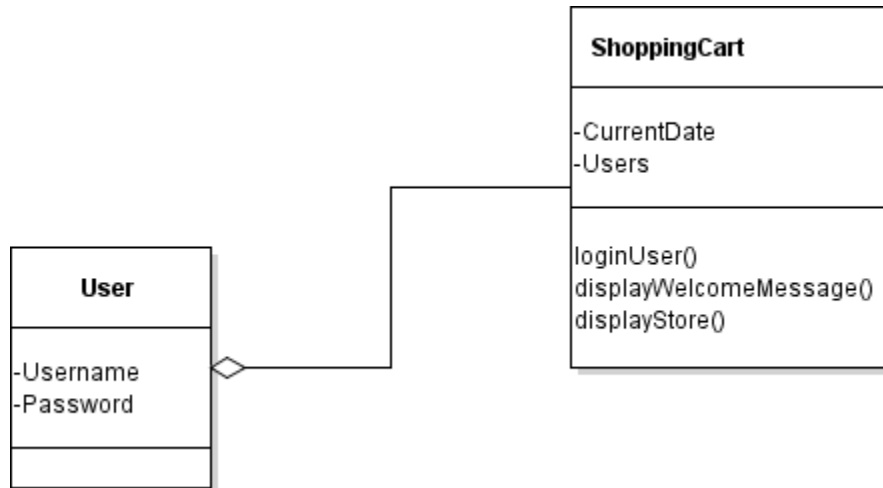 ShoppingCart
-CurrentDate
-Users
loginUser()
displayWelcomeMessage()
displayStore()
User
-Username
-Password